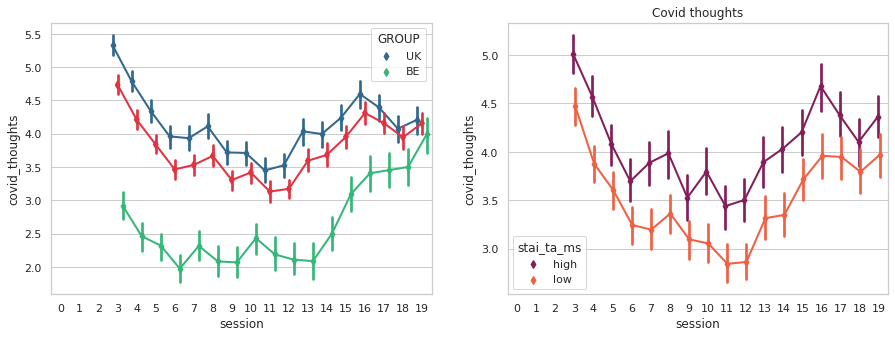 GROUP
UK
BE
5.5
5.0
4.5
4.0
3.5
3.0
2.5
2.0
covid_thoughts
0 1 2 3 4 5 6 7 8 9 10 11 12 13 14 15 16 17 18 19
session
Covid thoughts
5.0
4.5
4.0
3.5
3.0
covid_thoughts
stai_ta_ms
high
low
0 1 2 3 4 5 6 7 8 9 10 11 12 13 14 15 16 17 18 19
session